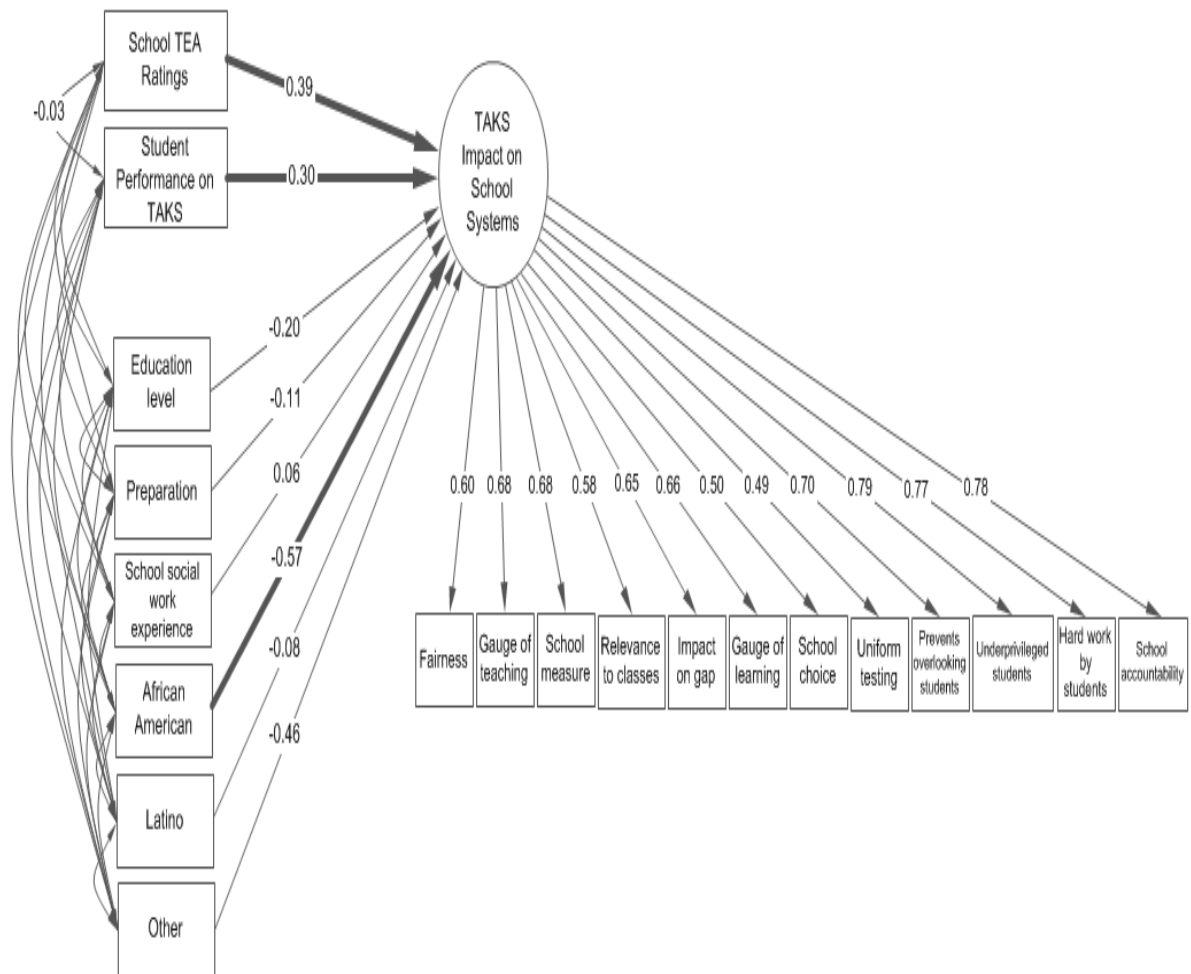 School TEA
Ratings
-0.03
0.39
Student
Performance on
TAKS
0.30
TAKS
Impact on
School
Systems
Education
level
-0.20
Preparation
-0.11
School social
work
experience
0.06
African
American
-0.57
Latino
-0.08
Other
-0.46
0.60 0.68 0.68 0.58 0.65 0.66 0.50 0.49 0.70 0.79 0.77 0.78
Fairness
Gauge of
teaching
School
measure
Relevance
to classes
Impact
on gap
Gauge of
learning
School
choice
Uniform
testing
Prevents
overlooking
students
Underprivileged
students
Hard work
by
students
School
accountability